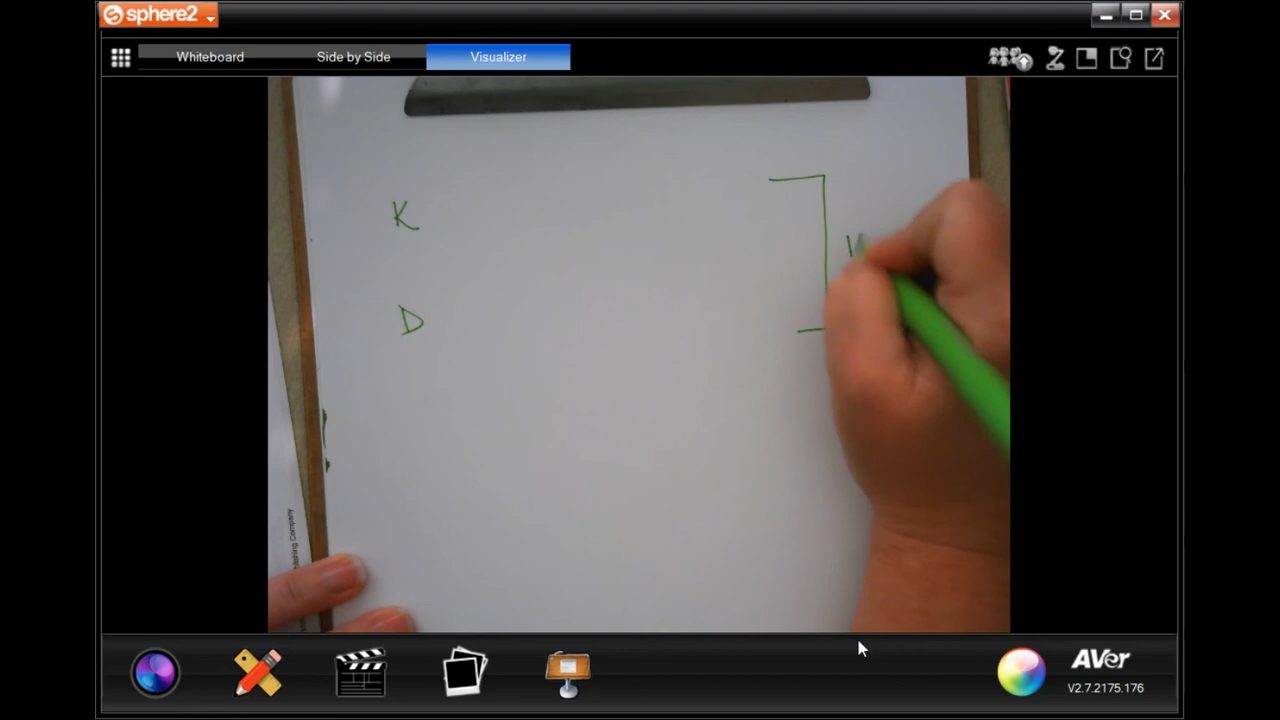 sphere2
Whiteboard Side by Side Visualizer
K
D
AVer
V2.7.2175.176